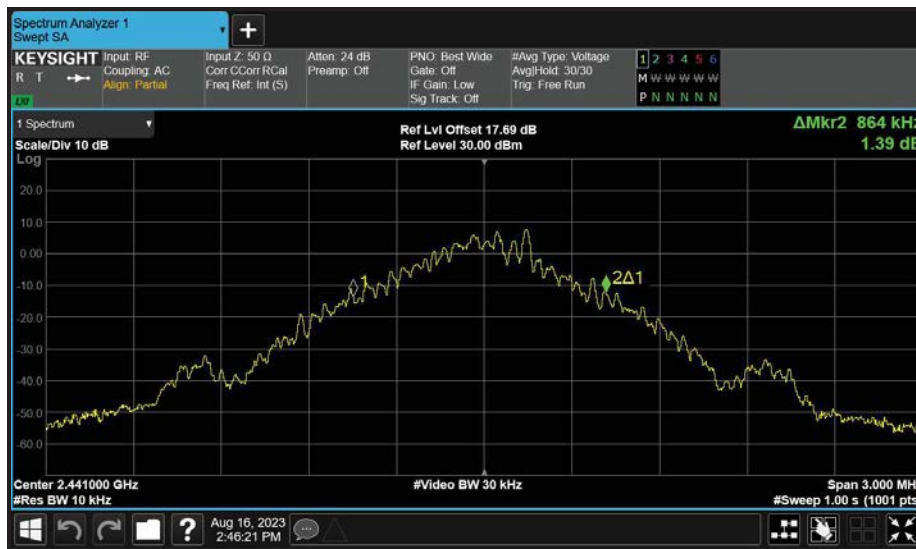 Spectrum Analyzer 1
Swept SA
+
KEYSIGHT
R T
LXI
Input: RF
Coupling: AC
Align: Partial
Input Z: 50 Ω
Corr CCorr RCal
Freq Ref: Int (S)
Atten: 24 dB
Preamp: Off
PNO: Best Wide
Gate: Off
IF Gain: Low
Sig Track: Off
#Avg Type: Voltage
Avg|Hold: 30/30
Trig: Free Run
1 2 3 4 5 6
M W W W W W
P N N N N N
1 Spectrum
Scale/Div 10 dB
Ref Lvl Offset 17.69 dB
Ref Level 30.00 dBm
ΔMkr2 864 kHz
1.39 dB
Log
20.0
10.0
0.00
-10.0
-20.0
-30.0
-40.0
-50.0
-60.0
1
2Δ1
Center 2.441000 GHz
#Res BW 10 kHz
#Video BW 30 kHz
Span 3.000 MH
#Sweep 1.00 s (1001 pts
?
Aug 16, 2023
2:46:21 PM